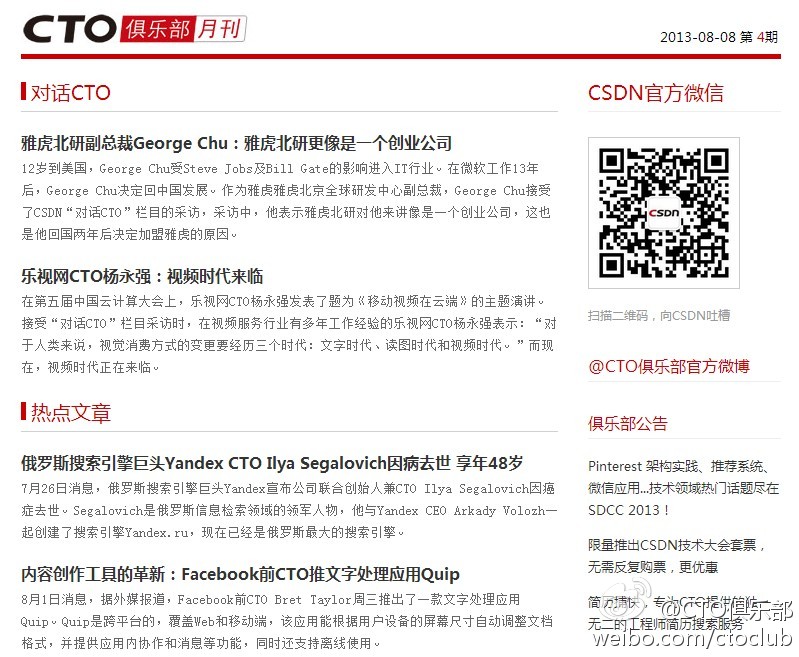 CTO俱乐部月刊
2013-08-08 第 4期
对话CTO
雅虎北研副总裁George Chu：雅虎北研更像是一个创业公司
12岁到美国，George Chu受Steve Jobs及Bill Gate的影响进入IT行业。在微软工作13年
后，George Chu决定回中国发展。作为雅虎雅虎北京全球研发中心副总裁，George Chu接受
了CSDN“对话CTO”栏目的采访，采访中，他表示雅虎北研对他来讲像是一个创业公司，这也
是他回国两年后决定加盟雅虎的原因。
乐视网CTO杨永强：视频时代来临
在第五届中国云计算大会上，乐视网CTO杨永强发表了题为《移动视频在云端》的主题演讲。
接受“对话CTO”栏目采访时，在视频服务行业有多年工作经验的乐视网CTO杨永强表示：“对
于人类来说，视觉消费方式的变更要经历三个时代：文字时代、读图时代和视频时代。”而现
在，视频时代正在来临。
热点文章
俄罗斯搜索引擎巨头Yandex CTO Ilya Segalovich因病去世 享年48岁
7月26日消息，俄罗斯搜索引擎巨头Yandex宣布公司联合创始人兼CTO Ilya Segalovich因癌
症去世。Segalovich是俄罗斯信息检索领域的领军人物，他与Yandex CEO Arkady Volozh一
起创建了搜索引擎Yandex.ru，现在已经是俄罗斯最大的搜索引擎。
内容创作工具的革新：Facebook前CTO推文字处理应用Quip
8月1日消息，据外媒报道，Facebook前CTO Bret Taylor周三推出了一款文字处理应用
Quip。Quip是跨平台的，覆盖Web和移动端，该应用能根据用户设备的屏幕尺寸自动调整文档
格式，并提供应用内协作和消息等功能，同时还支持离线使用。
CSDN官方微信
CSDN
扫描二维码，向CSDN吐槽
@CTO俱乐部官方微博
俱乐部公告
Pinterest 架构实践、推荐系统、
微信应用...技术领域热门话题尽在
SDCC 2013！
限量推出CSDN技术大会套票，
无需反复购票，更优惠
简历捷快，专为CTO提供的独一
无二的工程师简历搜索服务
@CTO俱乐部
weibo.com/ctoclub